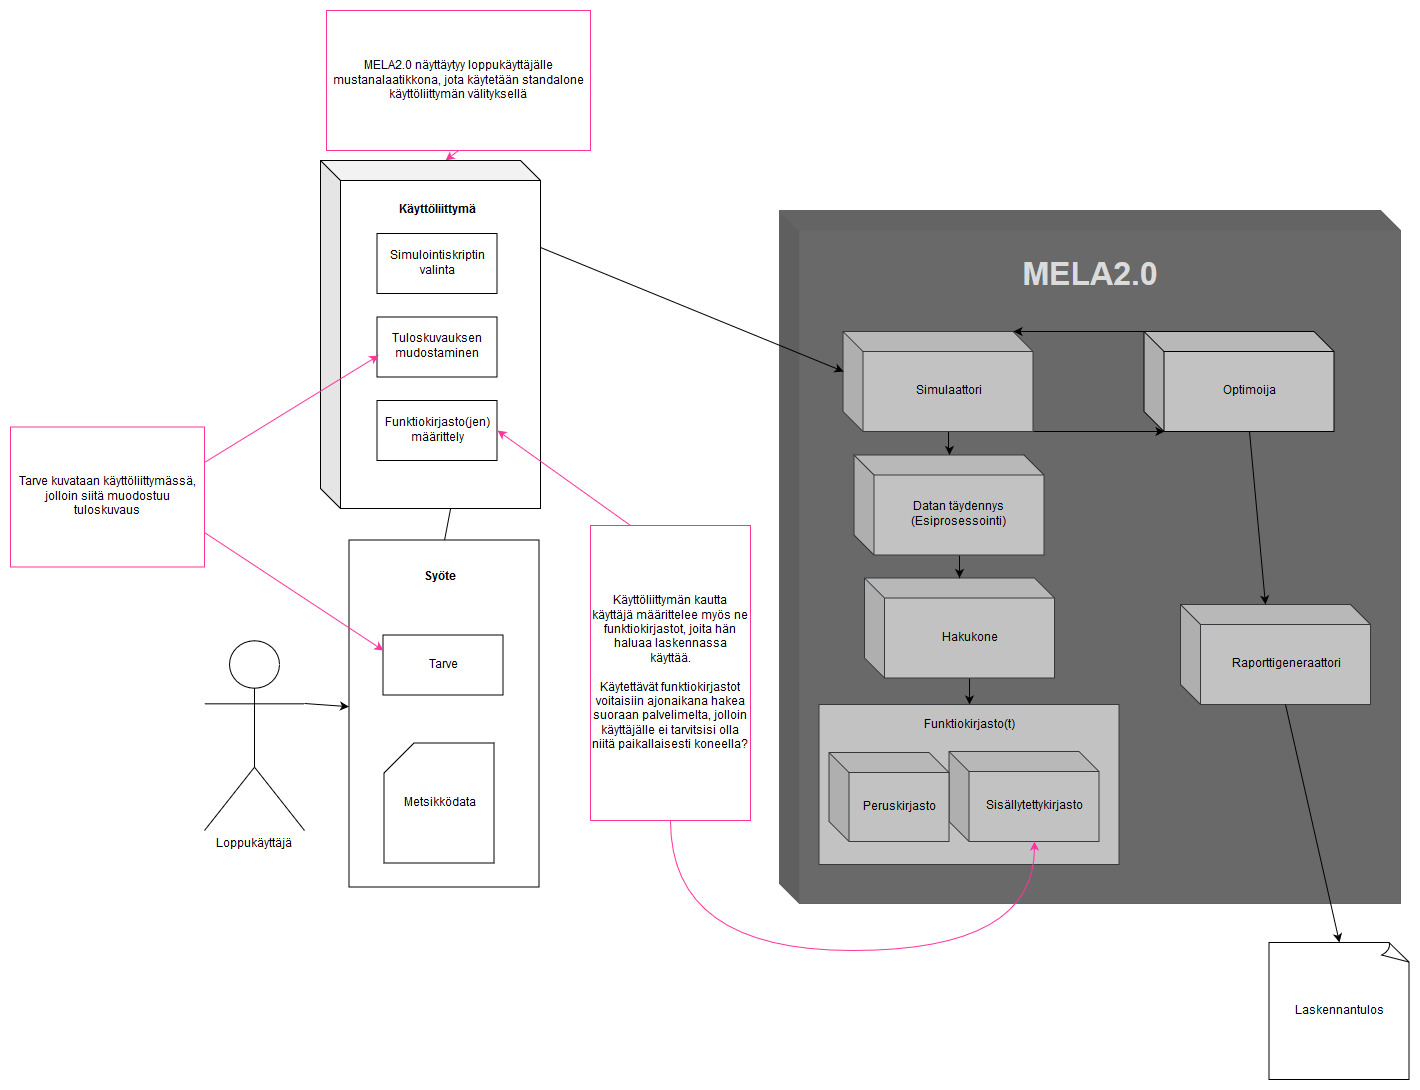 MELA2.0 näyttäytyy loppukäyttäjälle
mustanalaatikkona, jota käytetään standalone
käyttöliittymän välityksellä
Käyttöliittymä
Simulointiskriptin
valinta
Tuloskuvauksen
mudostaminen
Funktiokirjasto(jen)
määrittely
Tarve kuvataan käyttöliittymässä,
jolloin siitä muodostuu
tuloskuvaus
Syöte
Tarve
Metsikködata
Loppukäyttäjä
Käyttöliittymän kautta
käyttäjä määrittelee myös ne
funktiokirjastot, joita hän
haluaa laskennassa
käyttää.
Käytettävät funktiokirjastot
voitaisiin ajonaikana hakea
suoraan palvelimelta, jolloin
käyttäjälle ei tarvitsisi olla
niitä paikallaisesti koneella?
MELA2.0
Simulaattori
Optimoija
Datan täydennys
(Esiprosessointi)
Hakukone
Raporttigeneraattori
Funktiokirjasto(t)
Peruskirjasto
Sisällytettykirjasto
Laskennantulos